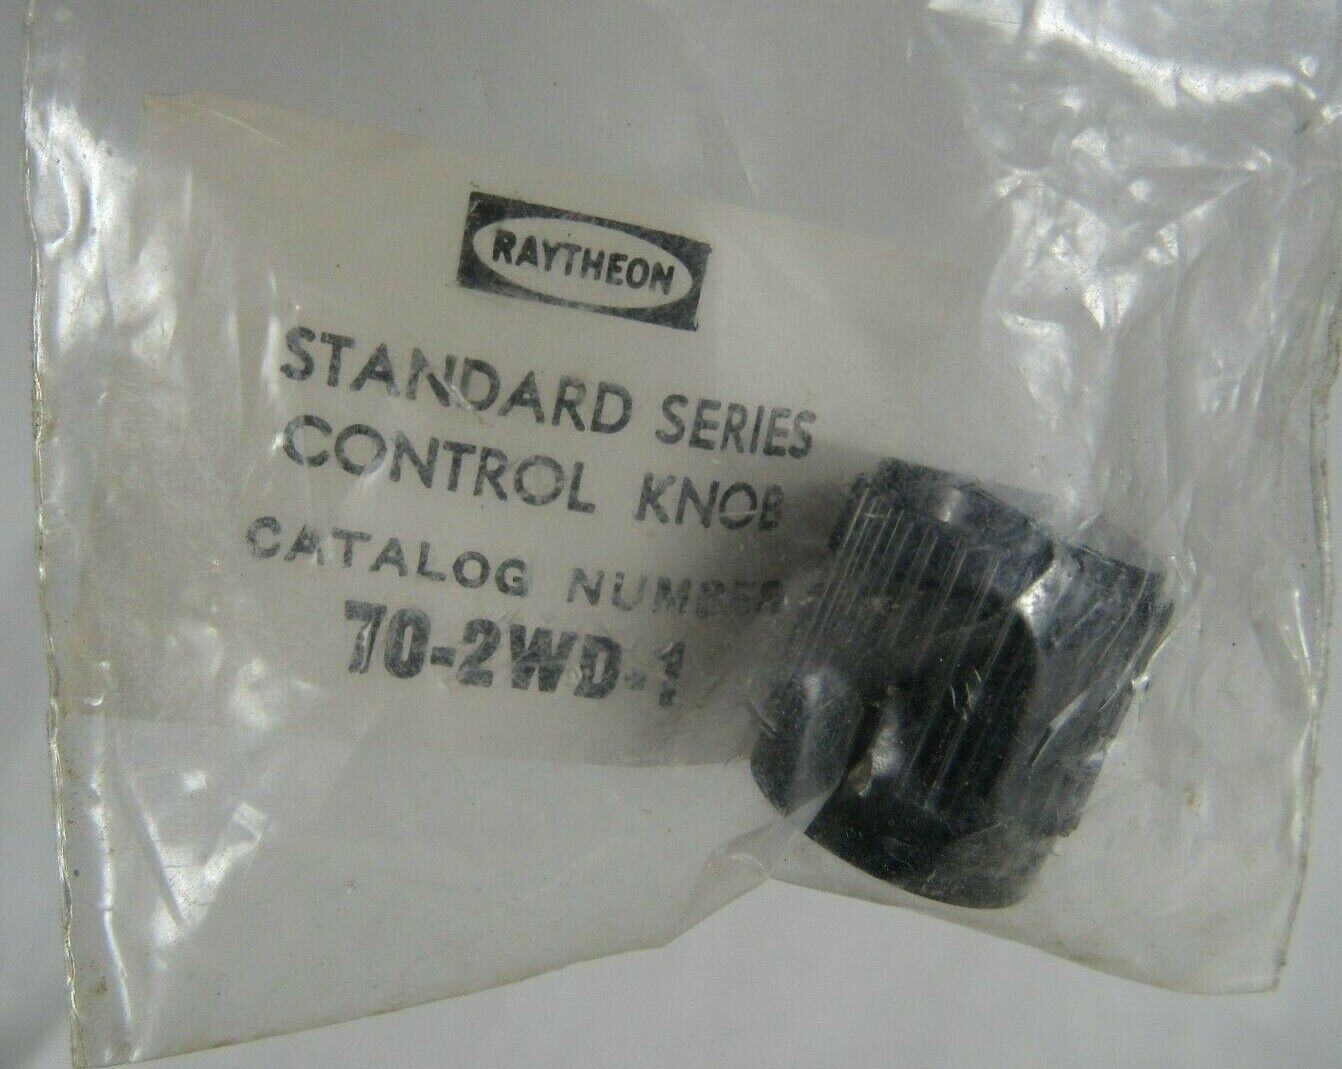 RAYTHEON
STANDARD SERIES
CONTROL KNOB
CATALOG NUMBER
70-2WD-1